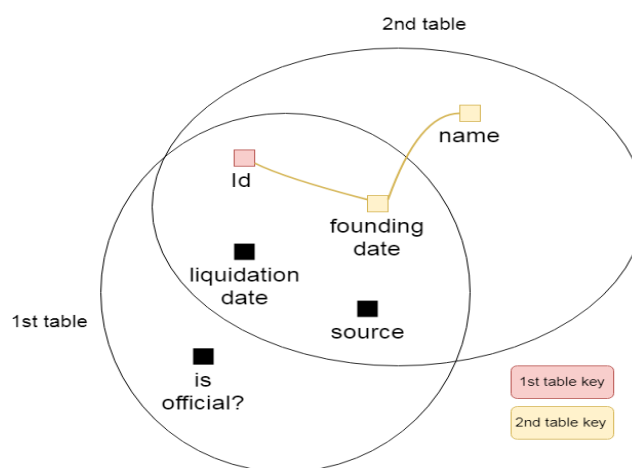 2nd table
name
Id
founding
date
liquidation
date
source
1st table
is
official?
1st table key
2nd table key